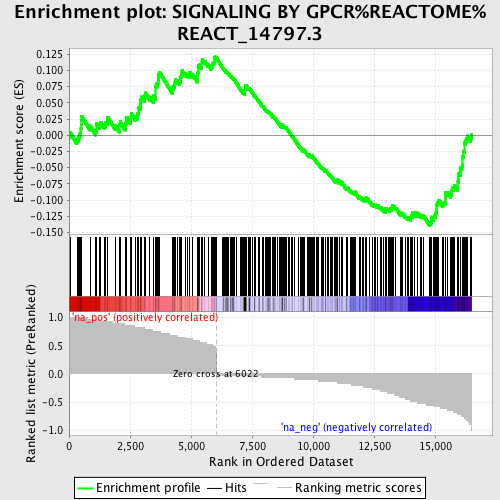 Enrichment plot: SIGNALING BY GPCR%REACTOME%
REACT_14797.3
Enrichment score (ES)
0.125
0.100
0.075
0.050
0.025
0.000
-0.025
-0.050
-0.075
-0.100
-0.125
-0.150
Ranked list metric (PreRanked)
1.0
0.5
0.0
-0.5
-1.0
'na_pos' (positively correlated)
Zero cross at 6022
'na_neg' (negatively correlated)
0
2,500
5,000
7,500
10,000
12,500
15,000
Rank in Ordered Dataset
Enrichment profile
Hits
Ranking metric scores